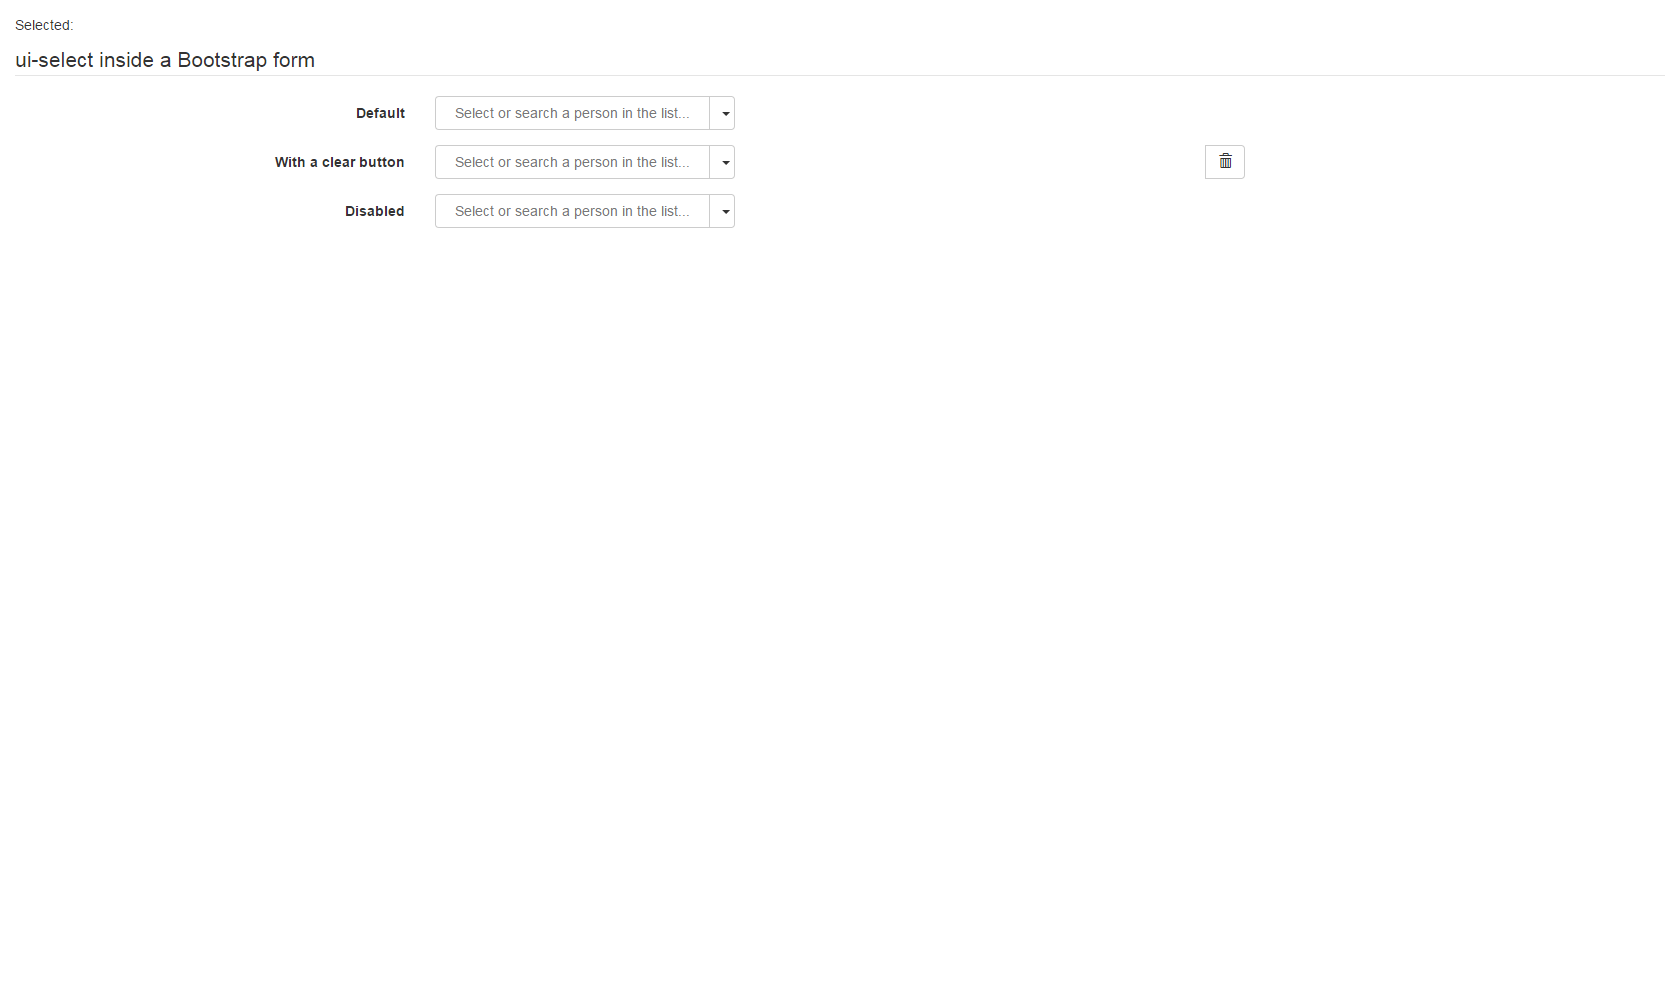 Selected:
ui-select inside a Bootstrap form
Default Select or search a person in the list...
With a clear button Select or search a person in the list...
Disabled Select or search a person in the list...